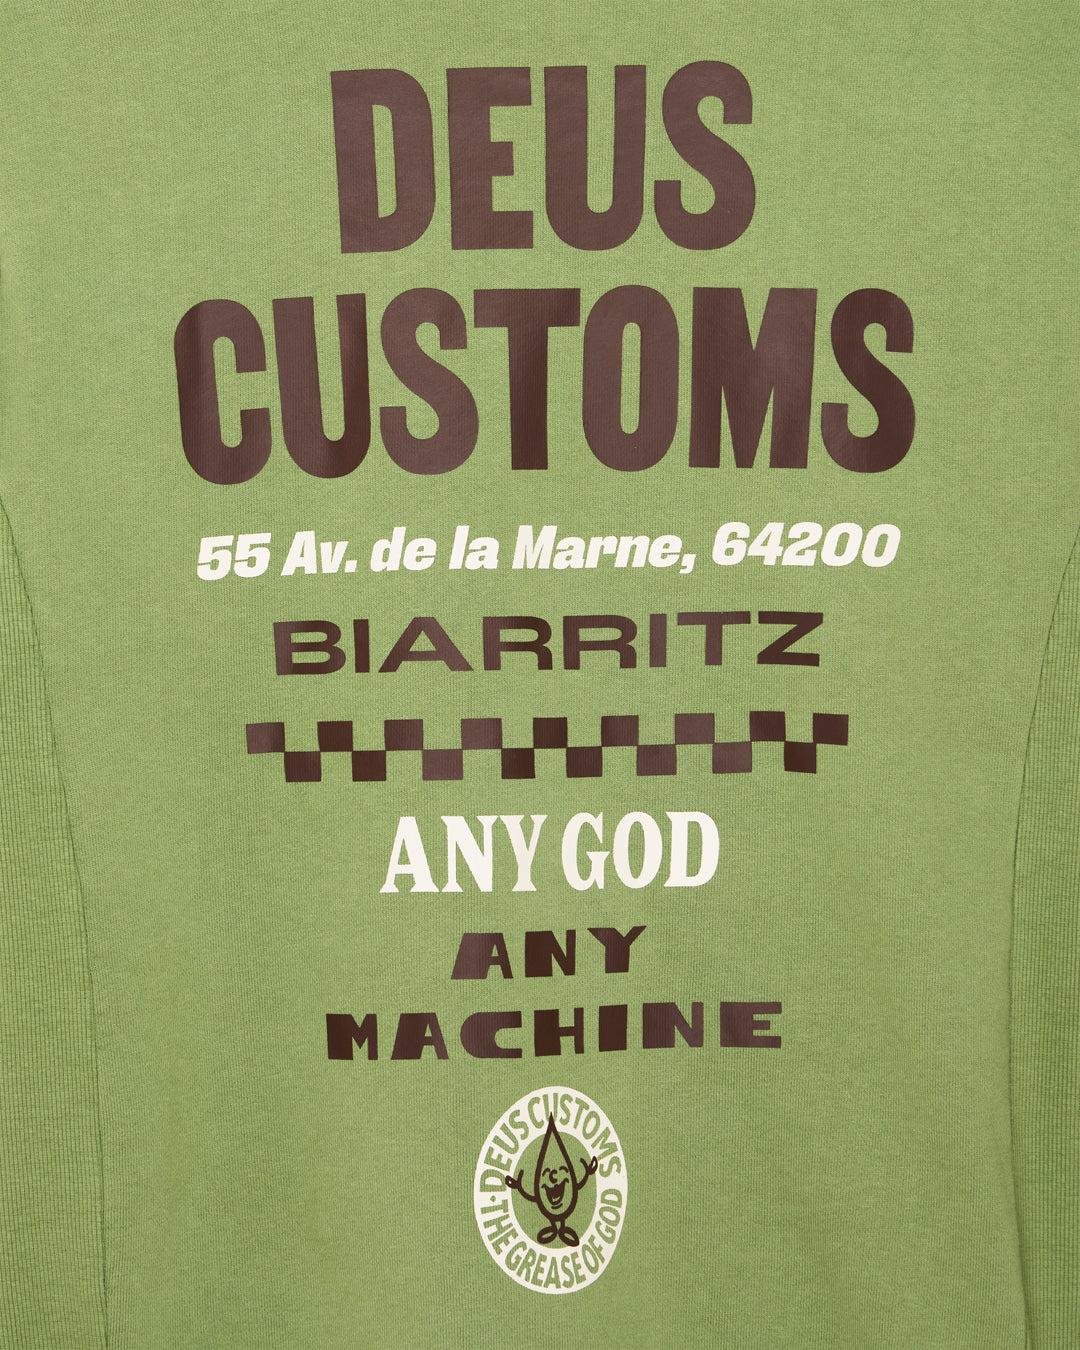 DEUS
CUSTOMS
55 Av. de la Marne, 64200
BIARRITZ
ANY GOD
ANY
MACHINE
DEUS CUSTOMS
· THE GREASE OF GOD